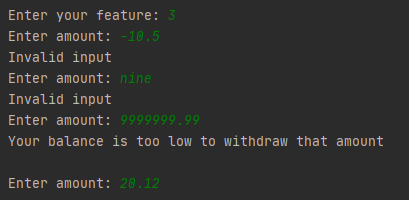 Enter your feature: 3
Enter amount: -10.5
Invalid input
Enter amount: nine
Invalid input
Enter amount: 9999999.99
Your balance is too low to withdraw that amount
Enter amount: 20.12